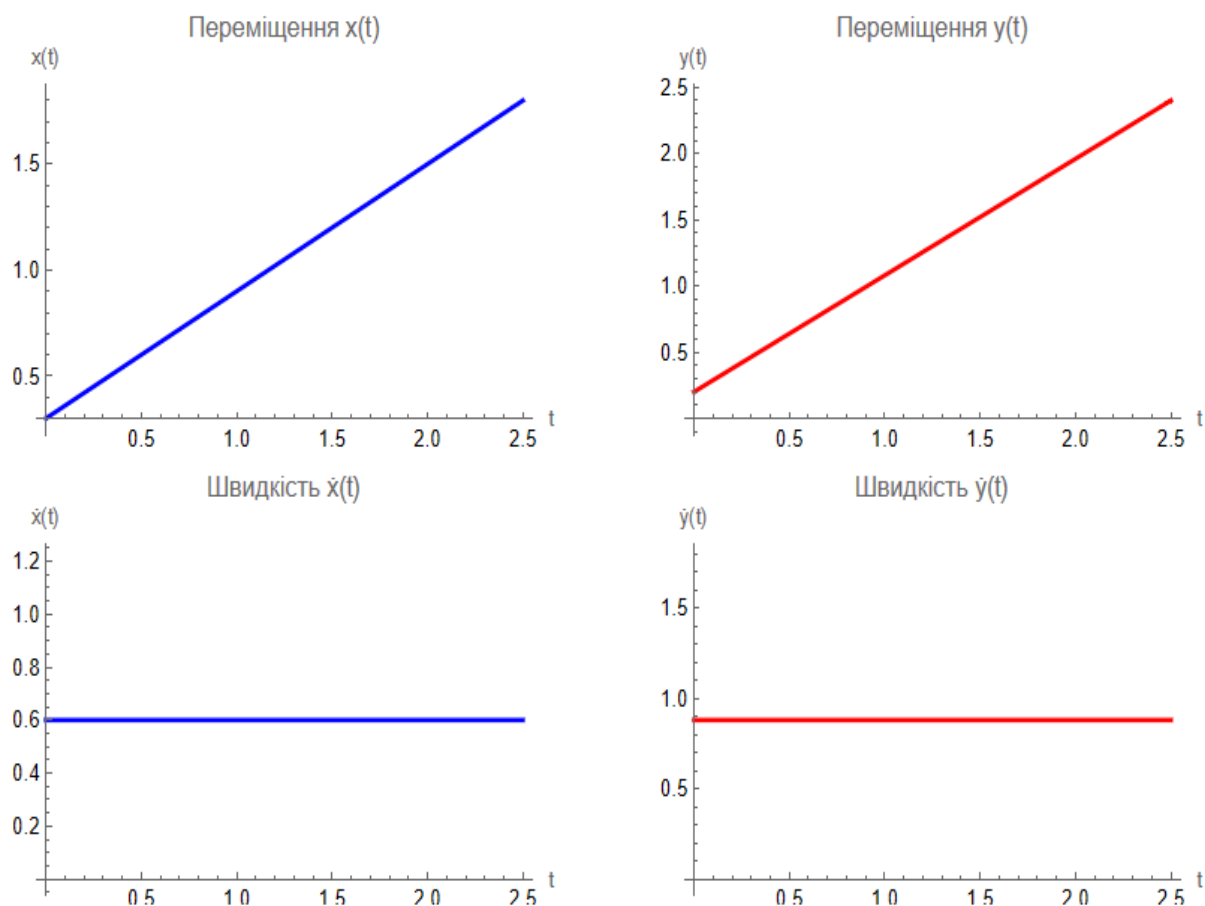 Переміщення x(t)
x(t)
1.5
1.0
0.5
0.5 1.0 1.5 2.0 2.5 t
Переміщення y(t)
y(t)
2.5
2.0
1.5
1.0
0.5
0.5 1.0 1.5 2.0 2.5 t
Швидкість ẋ(t)
ẋ(t)
1.2
1.0
0.8
0.6
0.4
0.2
0.5 1.0 1.5 2.0 2.5 t
Швидкість ẏ(t)
ẏ(t)
1.5
1.0
0.5
0.5 1.0 1.5 2.0 2.5 t